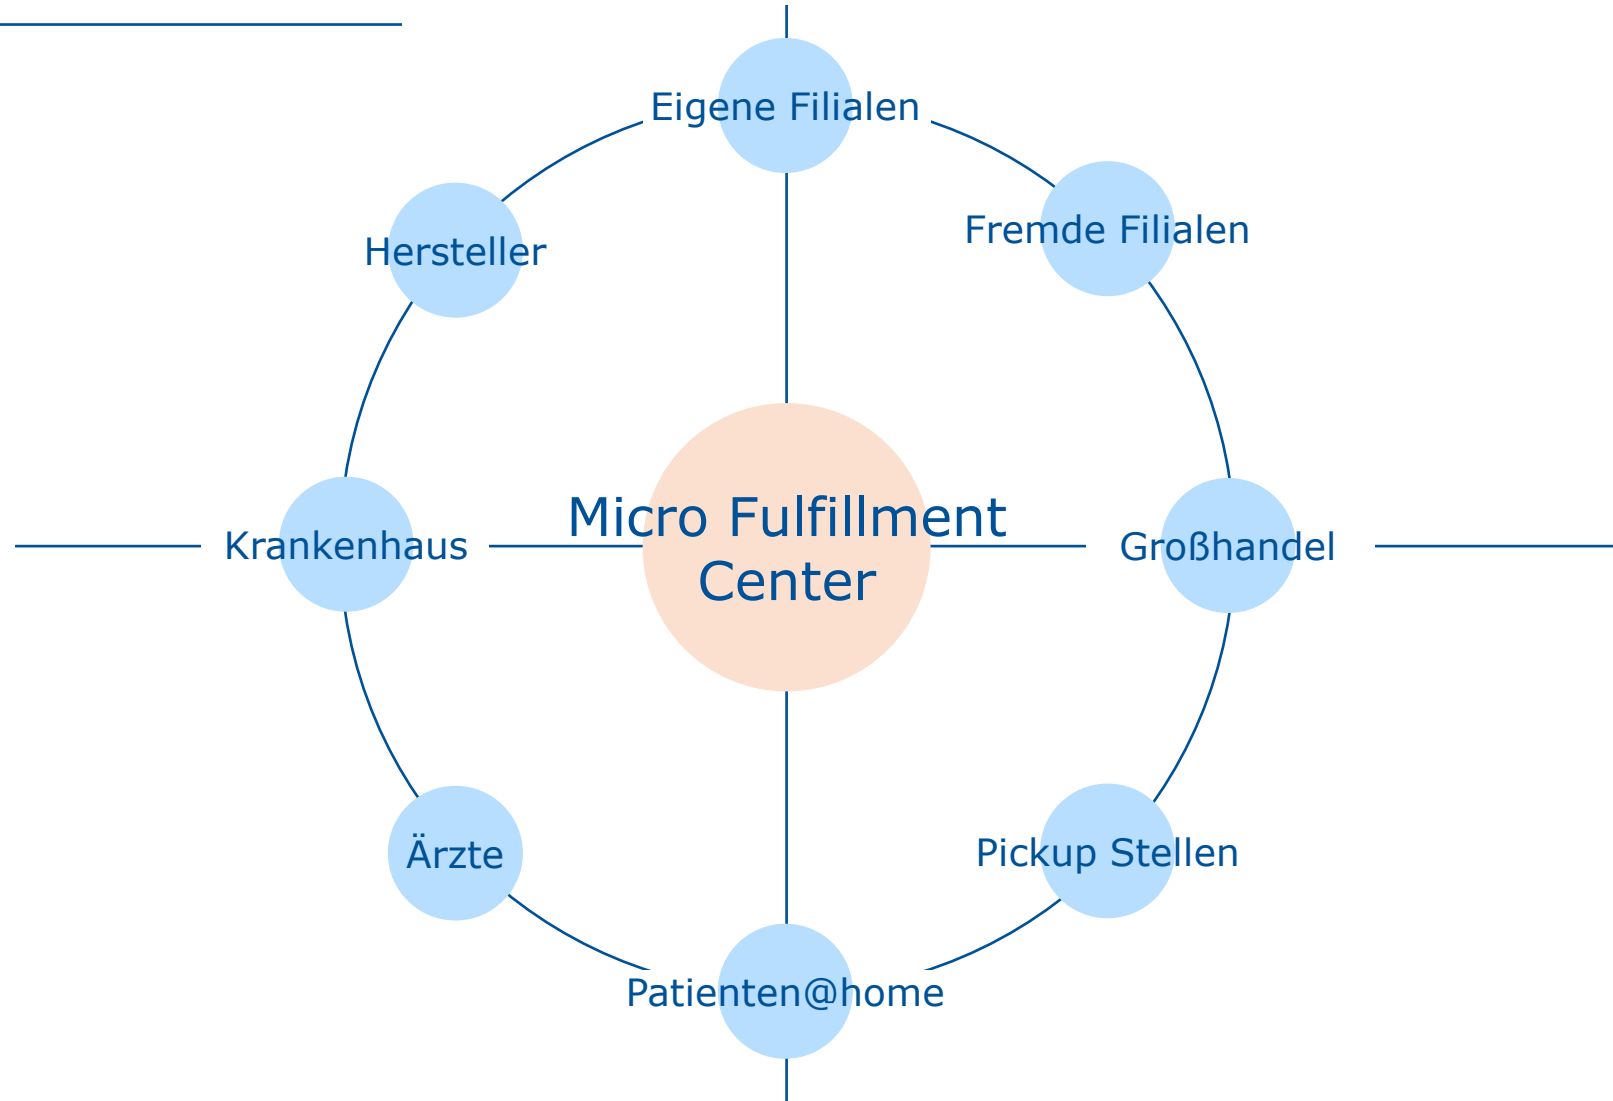 Eigene Filialen
Fremde Filialen
Hersteller
Micro Fulfillment
Center
Krankenhaus
Großhandel
Ärzte
Pickup Stellen
Patienten@home